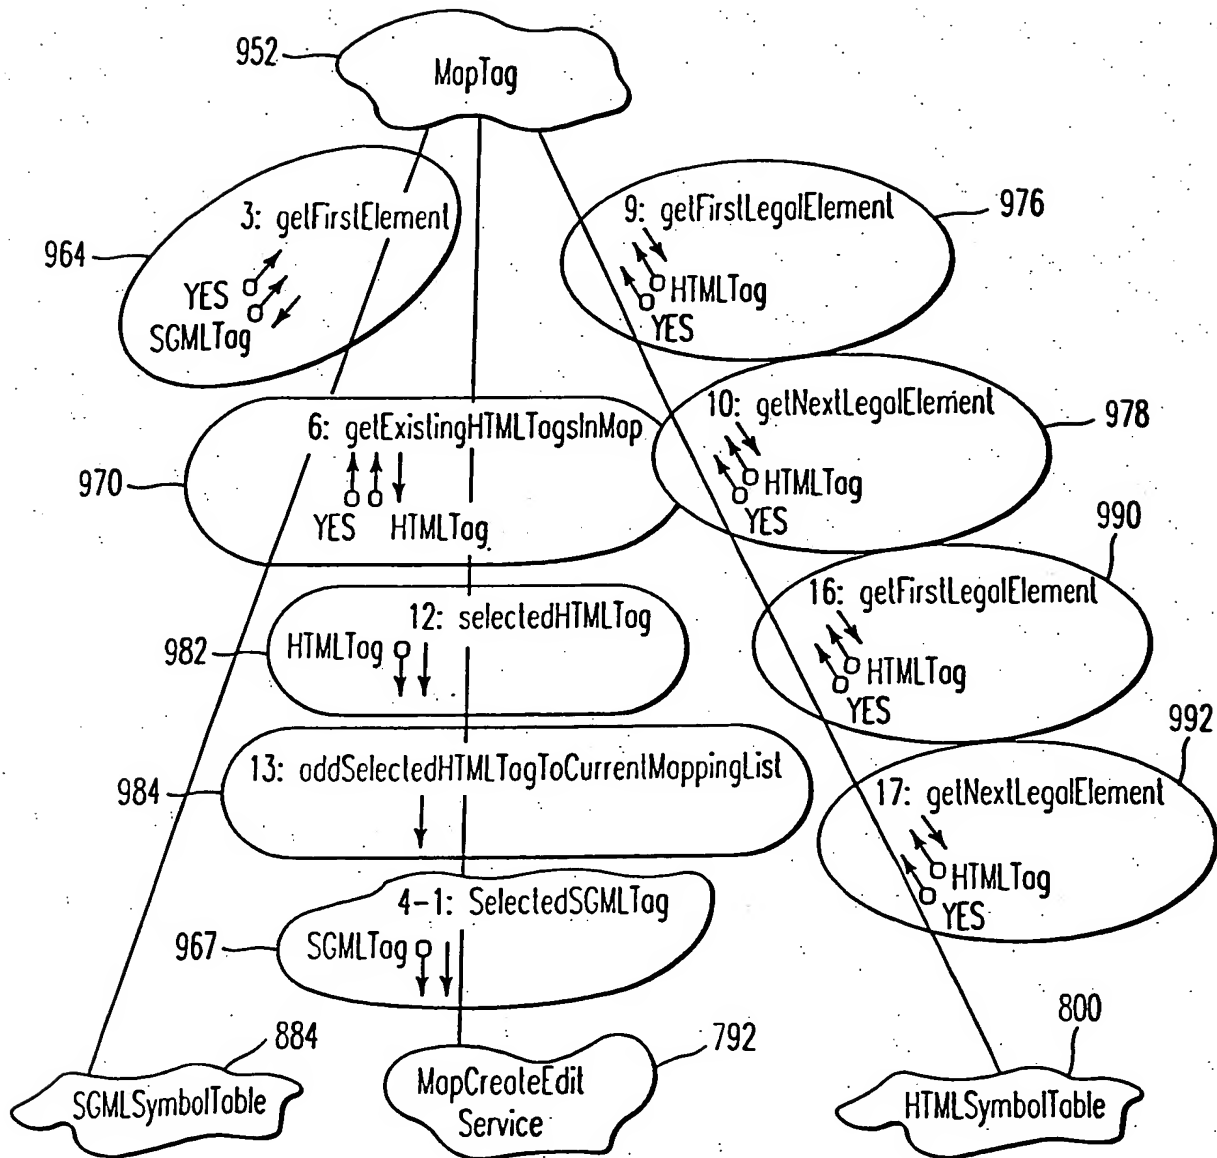 952
MapTag
3: getFirstElement
964
YES
SGMLTag
9: getFirstLegalElement
976
HTMLTag
YES
6: getExistingHTMLTagsInMap
970
YES HTMLTag
10: getNextLegalElement
978
HTMLTag
YES
990
12: selectedHTMLTag
982
HTMLTag
16: getFirstLegalElement
HTMLTag
YES
992
13: addSelectedHTMLTagToCurrentMappingList
984
17: getNextLegalElement
HTMLTag
YES
4-1: SelectedSGMLTag
967
SGMLTag
884
SGMLSymbolTable
792
MapCreateEdit
Service
800
HTMLSymbolTable